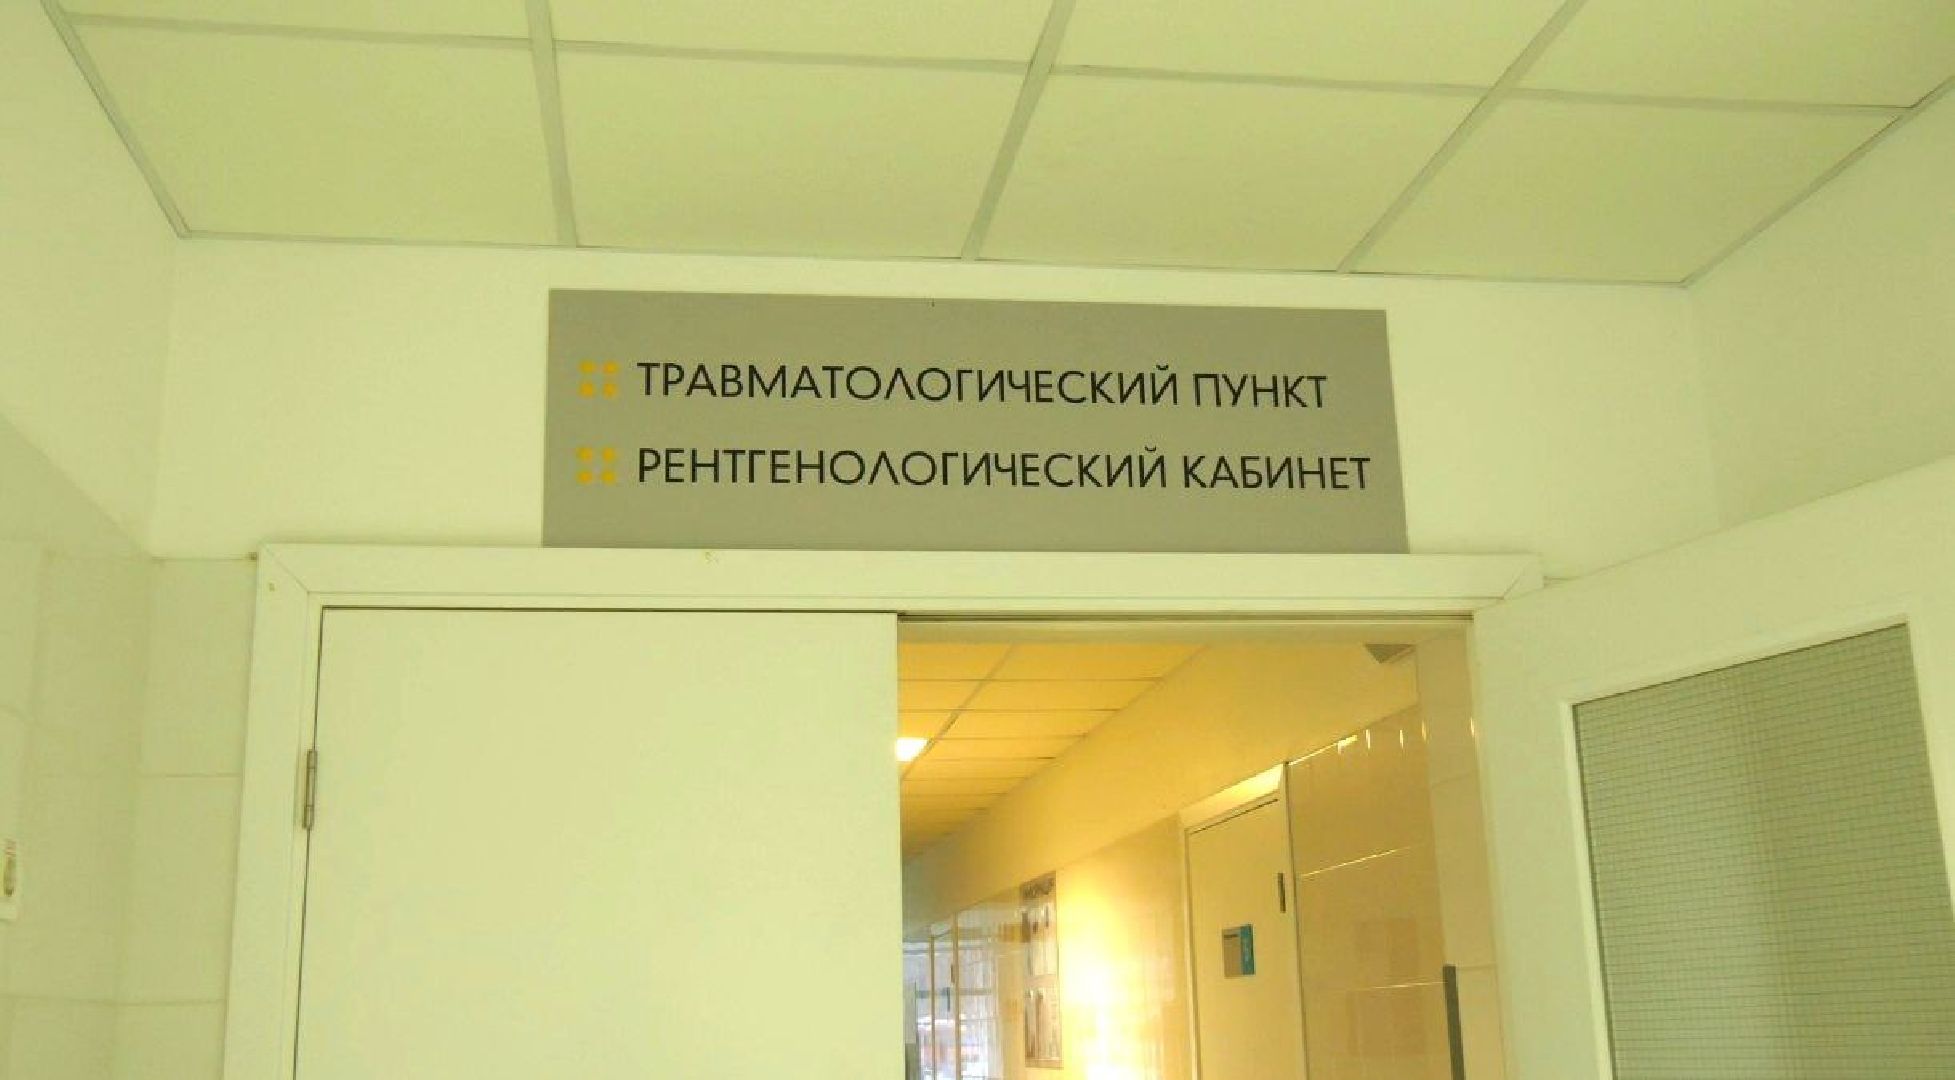 ТРАВМАТОЛОГИЧЕСКИЙ ПУНКТ
РЕНТГЕНОЛОГИЧЕСКИЙ КАБИНЕТ